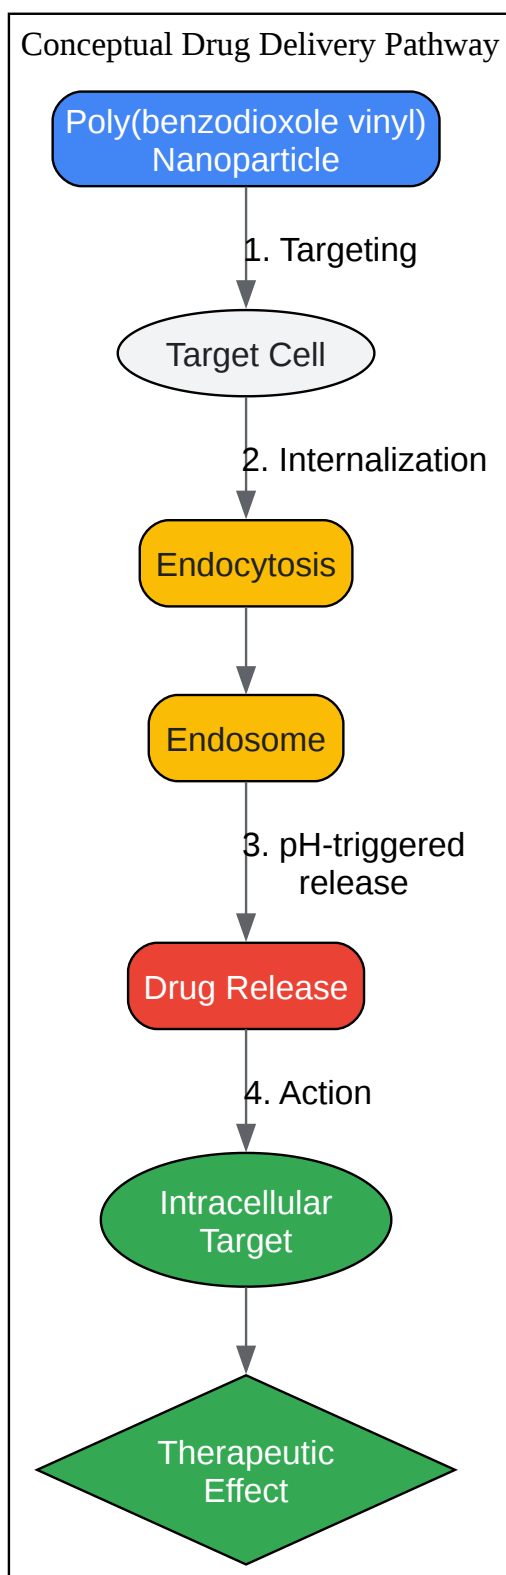 Conceptual Drug Delivery Pathway
Poly(benzodioxole vinyl)
Nanoparticle
1. Targeting
Target Cell
2. Internalization
Endocytosis
Endosome
3. pH-triggered
release
Drug Release
4. Action
Intracellular
Target
Therapeutic
Effect